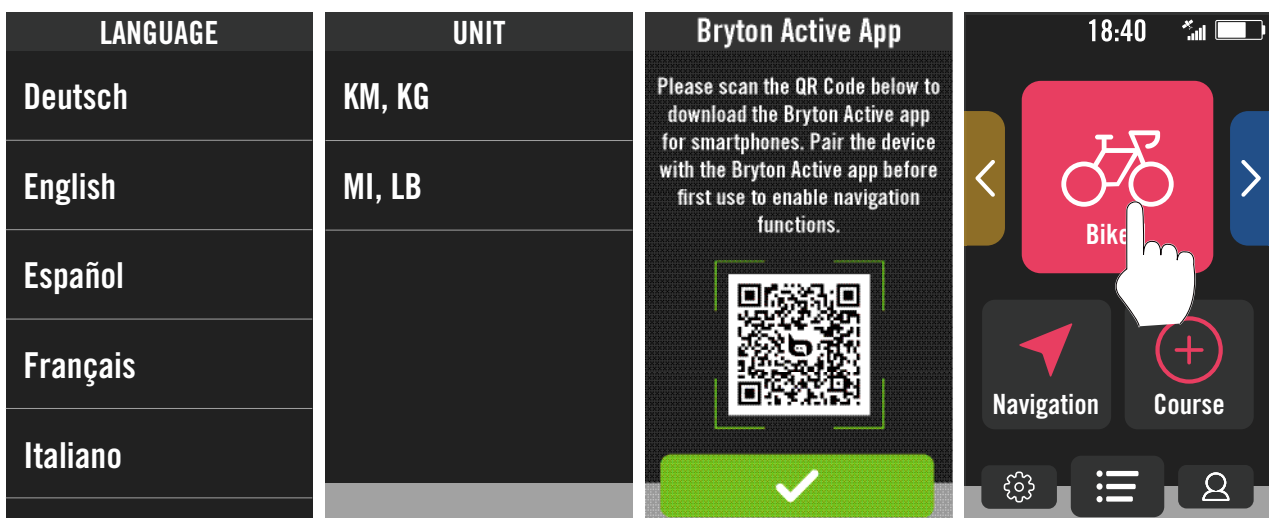 LANGUAGE
Deutsch
English
Español
Français
Italiano
UNIT
KM, KG
MI, LB
Bryton Active App
Please scan the QR Code below to
download the Bryton Active app
for smartphones. Pair the device
with the Bryton Active app before
first use to enable navigation
functions.
18:40
Bike
Navigation
Course